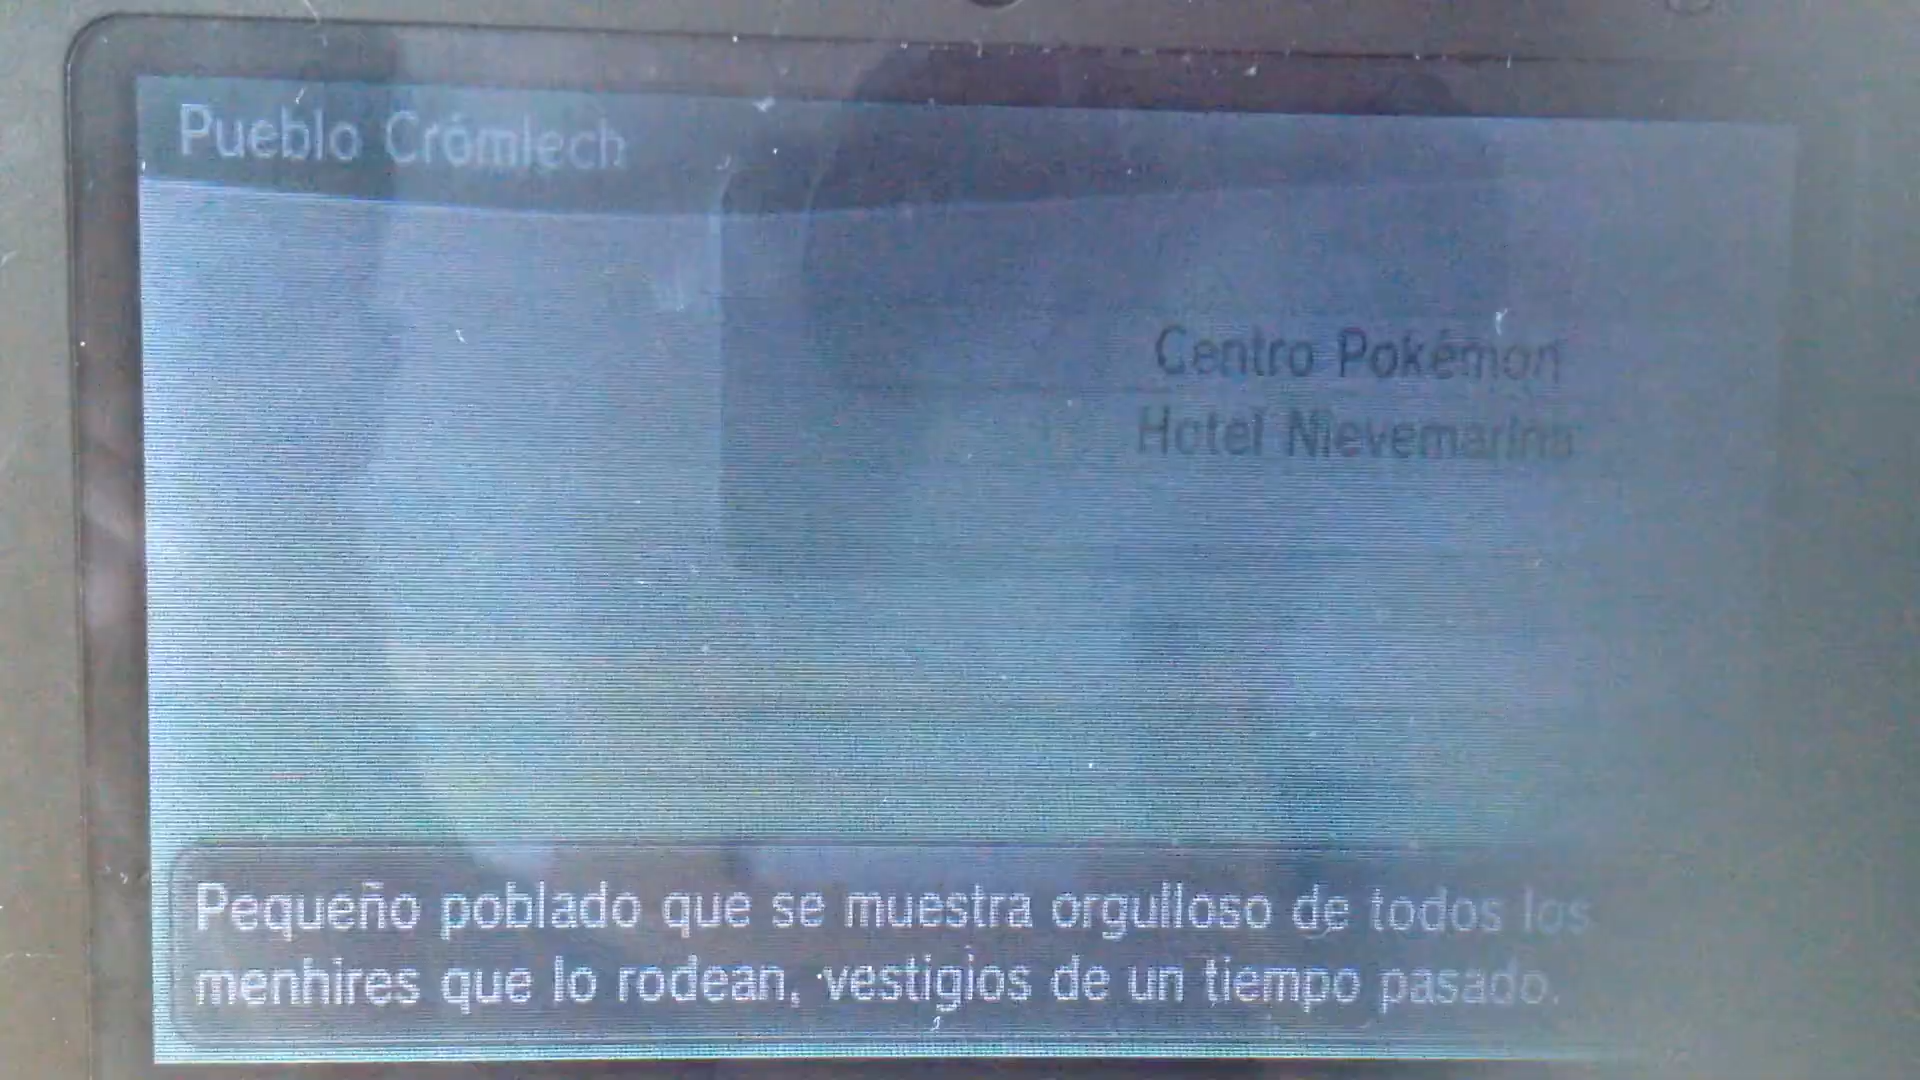 Pueblo Crómlech
Centro Pokémon
Hotel Nievemarina
Pequeño poblado que se muestra orgulloso de todos los
menhires que lo rodean, vestigios de un tiempo pasado.